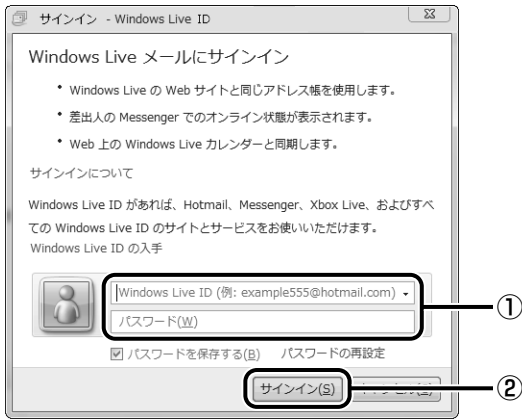 サインイン - Windows Live ID
Windows Live メールにサインイン
• Windows Live の Web サイトと同じアドレス帳を使用します。
• 差出人の Messenger でのオンライン状態が表示されます。
• Web 上の Windows Live カレンダーと同期します。
サインインについて
Windows Live ID があれば、Hotmail、Messenger、Xbox Live、およびすべ
ての Windows Live ID のサイトとサービスをお使いいただけます。
Windows Live ID の入手
Windows Live ID (例: example555@hotmail.com)
①
パスワード(W)
パスワードを保存する(B) パスワードの再設定
サインイン(S)
②